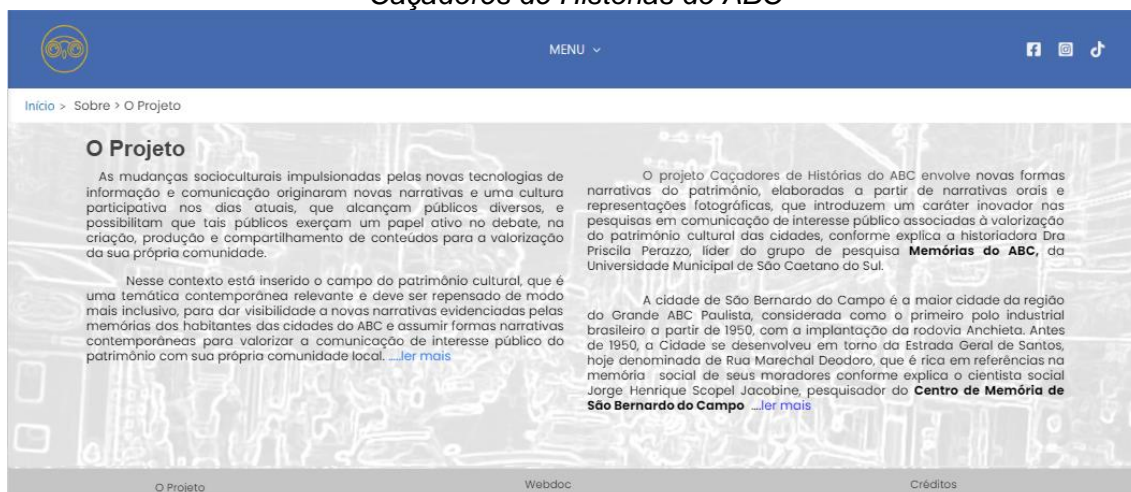 Caçadores de Histórias do ABC
MENU
Início > Sobre > O Projeto
O Projeto
As mudanças socioculturais impulsionadas pelas novas tecnologias de
informação e comunicação originaram novas narrativas e uma cultura
participativa nos dias atuais, que alcançam públicos diversos, e
possibilitam que tais públicos exerçam um papel ativo no debate, na
criação, produção e compartilhamento de conteúdos para a valorização
da sua própria comunidade.
Nesse contexto está inserido o campo do patrimônio cultural, que é
uma temática contemporânea relevante e deve ser repensado de modo
mais inclusivo, para dar visibilidade a novas narrativas evidenciadas pelas
memórias dos habitantes das cidades do ABC e assumir formas narrativas
contemporâneas para valorizar a comunicação de interesse público do
patrimônio com sua própria comunidade local. .....ler mais
O projeto Caçadores de Histórias do ABC envolve novas formas
narrativas do patrimônio, elaboradas a partir de narrativas orais e
representações fotográficas, que introduzem um caráter inovador nas
pesquisas em comunicação de interesse público associadas à valorização
do patrimônio cultural das cidades, conforme explica a historiadora Dra
Priscila Perazzo, líder do grupo de pesquisa Memórias do ABC, da
Universidade Municipal de São Caetano do Sul.
A cidade de São Bernardo do Campo é a maior cidade da região
do Grande ABC Paulista, considerada como o primeiro polo industrial
brasileiro a partir de 1950, com a implantação da rodovia Anchieta. Antes
de 1950, a Cidade se desenvolveu em torno da Estrada Geral de Santos,
hoje denominada de Rua Marechal Deodoro, que é rica em referências na
memória social de seus moradores conforme explica o cientista social
Jorge Henrique Scopel Jacobine, pesquisador do Centro de Memória de
São Bernardo do Campo ....ler mais
O Projeto
Webdoc
Créditos